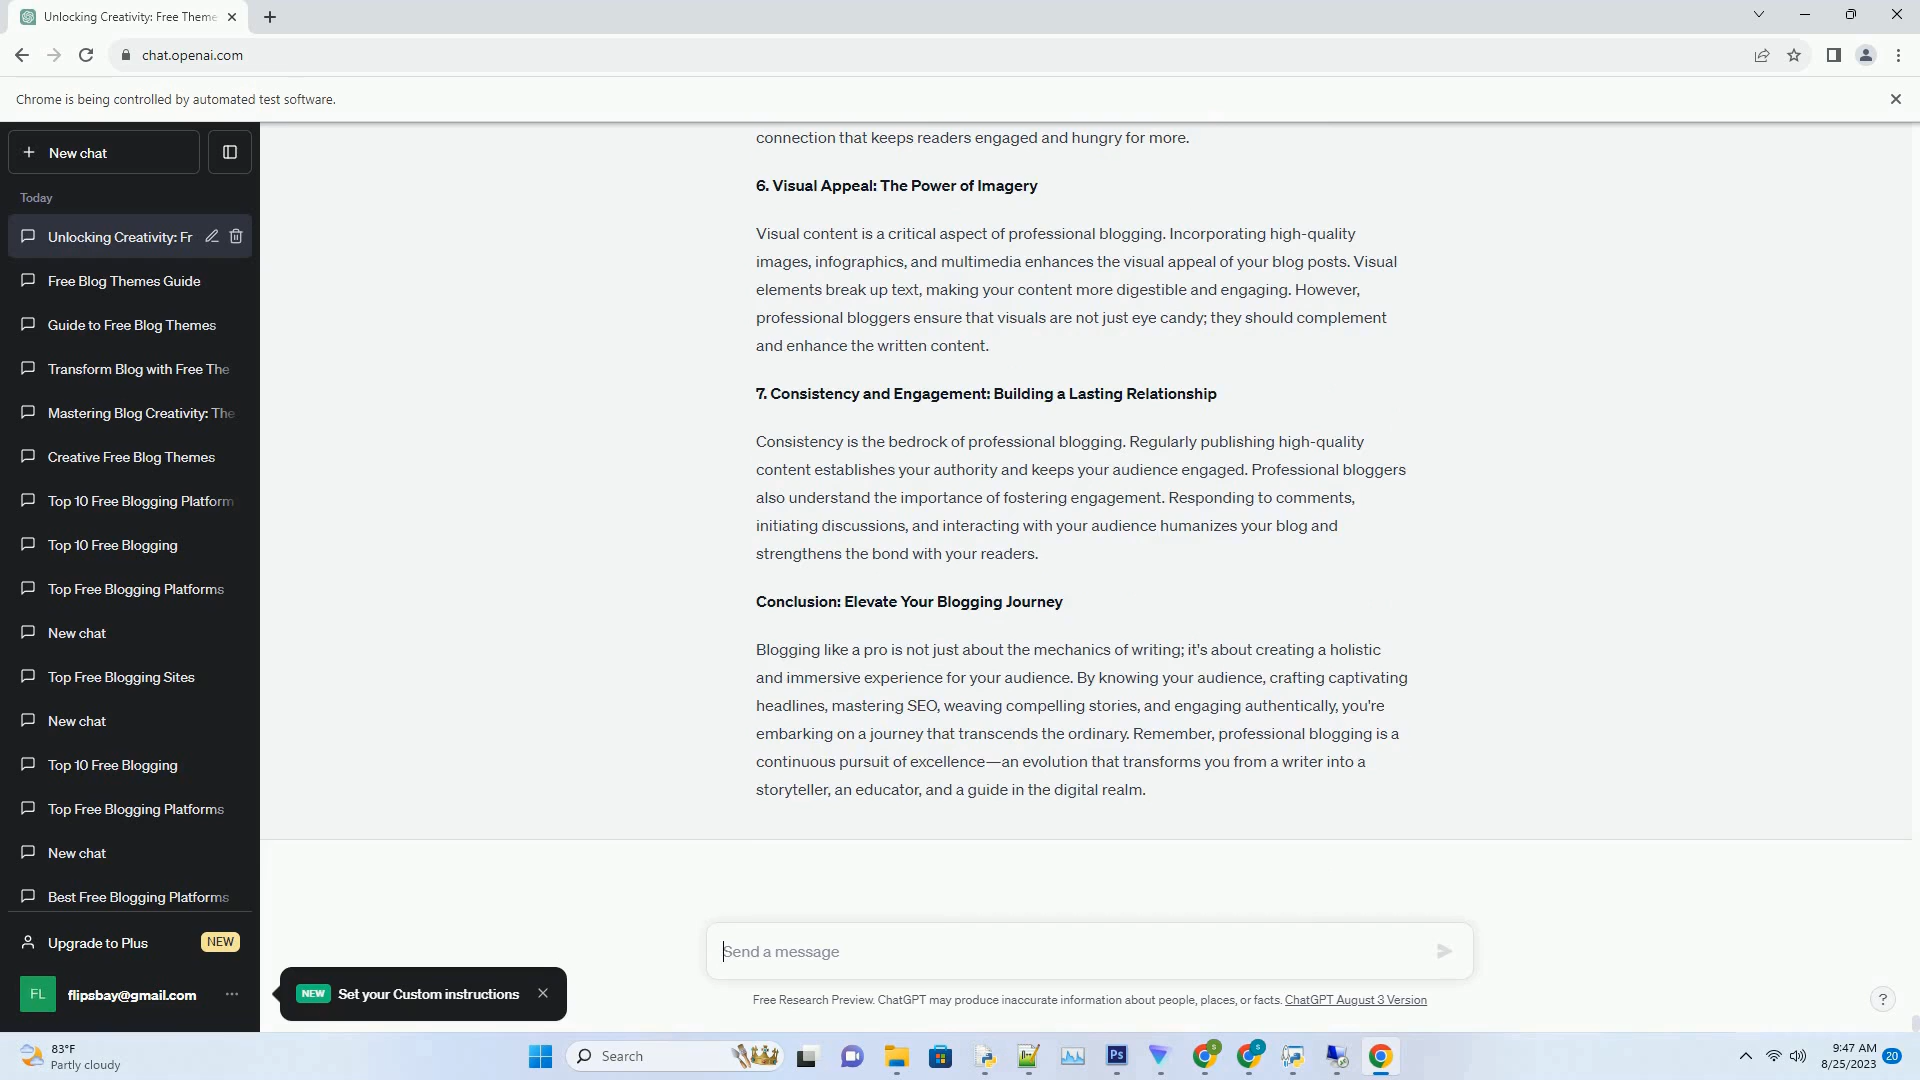 Unlocking Creativity: Free Theme
chat.openai.com
Chrome is being controlled by automated test software.
New chat
Today
Unlocking Creativity: Fr
Free Blog Themes Guide
Guide to Free Blog Themes
Transform Blog with Free The
Mastering Blog Creativity: The
Creative Free Blog Themes
Top 10 Free Blogging Platform
Top 10 Free Blogging
Top Free Blogging Platforms
New chat
Top Free Blogging Sites
New chat
Top 10 Free Blogging
Top Free Blogging Platforms
New chat
Best Free Blogging Platforms
Upgrade to Plus NEW
FL flipsbay@gmail.com
NEW Set your Custom instructions
connection that keeps readers engaged and hungry for more.
6. Visual Appeal: The Power of Imagery
Visual content is a critical aspect of professional blogging. Incorporating high-quality
images, infographics, and multimedia enhances the visual appeal of your blog posts. Visual
elements break up text, making your content more digestible and engaging. However,
professional bloggers ensure that visuals are not just eye candy; they should complement
and enhance the written content.
7. Consistency and Engagement: Building a Lasting Relationship
Consistency is the bedrock of professional blogging. Regularly publishing high-quality
content establishes your authority and keeps your audience engaged. Professional bloggers
also understand the importance of fostering engagement. Responding to comments,
initiating discussions, and interacting with your audience humanizes your blog and
strengthens the bond with your readers.
Conclusion: Elevate Your Blogging Journey
Blogging like a pro is not just about the mechanics of writing; it's about creating a holistic
and immersive experience for your audience. By knowing your audience, crafting captivating
headlines, mastering SEO, weaving compelling stories, and engaging authentically, you're
embarking on a journey that transcends the ordinary. Remember, professional blogging is a
continuous pursuit of excellence—an evolution that transforms you from a writer into a
storyteller, an educator, and a guide in the digital realm.
Send a message
Free Research Preview. ChatGPT may produce inaccurate information about people, places, or facts. ChatGPT August 3 Version
?
83°F
Partly cloudy
Search
Ps
S
S
9:47 AM
8/25/2023
20